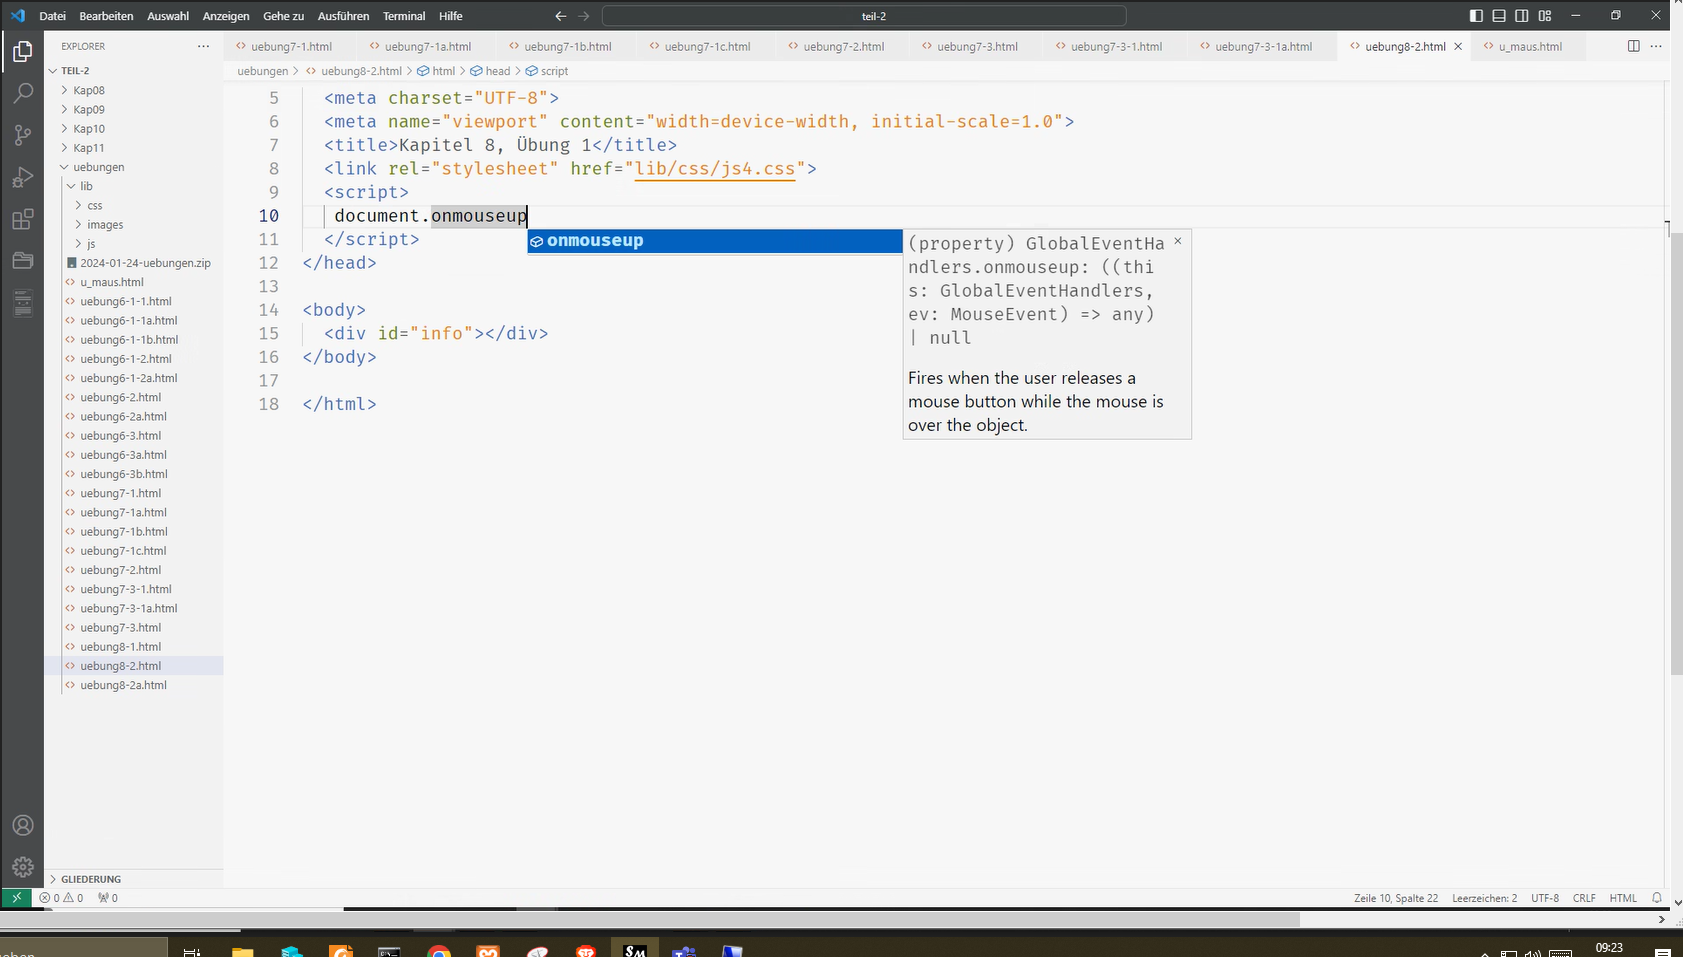 Datei Bearbeiten Auswahl Anzeigen Gehe zu Ausführen Terminal Hilfe
teil-2
EXPLORER
uebung7-1.html uebung7-1a.html uebung7-1b.html uebung7-1c.html uebung7-2.html uebung7-3.html uebung7-3-1.html uebung7-3-1a.html uebung8-2.html u_maus.html
uebungen > uebung8-2.html > html > head > script
TEIL-2
Kap08
Kap09
Kap10
Kap11
uebungen
lib
css
images
js
2024-01-24-uebungen.zip
u_maus.html
uebung6-1-1.html
uebung6-1-1a.html
uebung6-1-1b.html
uebung6-1-2.html
uebung6-1-2a.html
uebung6-2.html
uebung6-2a.html
uebung6-3.html
uebung6-3a.html
uebung6-3b.html
uebung7-1.html
uebung7-1a.html
uebung7-1b.html
uebung7-1c.html
uebung7-2.html
uebung7-3-1.html
uebung7-3-1a.html
uebung7-3.html
uebung8-1.html
uebung8-2.html
uebung8-2a.html
GLIEDERUNG
5 <meta charset="UTF-8">
6 <meta name="viewport" content="width=device-width, initial-scale=1.0">
7 <title>Kapitel 8, Übung 1</title>
8 <link rel="stylesheet" href="lib/css/js4.css">
9 <script>
10 document.onmouseup
11 </script>
12 </head>
13
14 <body>
15 <div id="info"></div>
16 </body>
17
18 </html>
onmouseup
(property) GlobalEventHa
ndlers.onmouseup: ((thi
s: GlobalEventHandlers,
ev: MouseEvent) => any)
| null
Fires when the user releases a
mouse button while the mouse is
over the object.
0 0 0
Zeile 10, Spalte 22 Leerzeichen: 2 UTF-8 CRLF HTML
SM
09:23